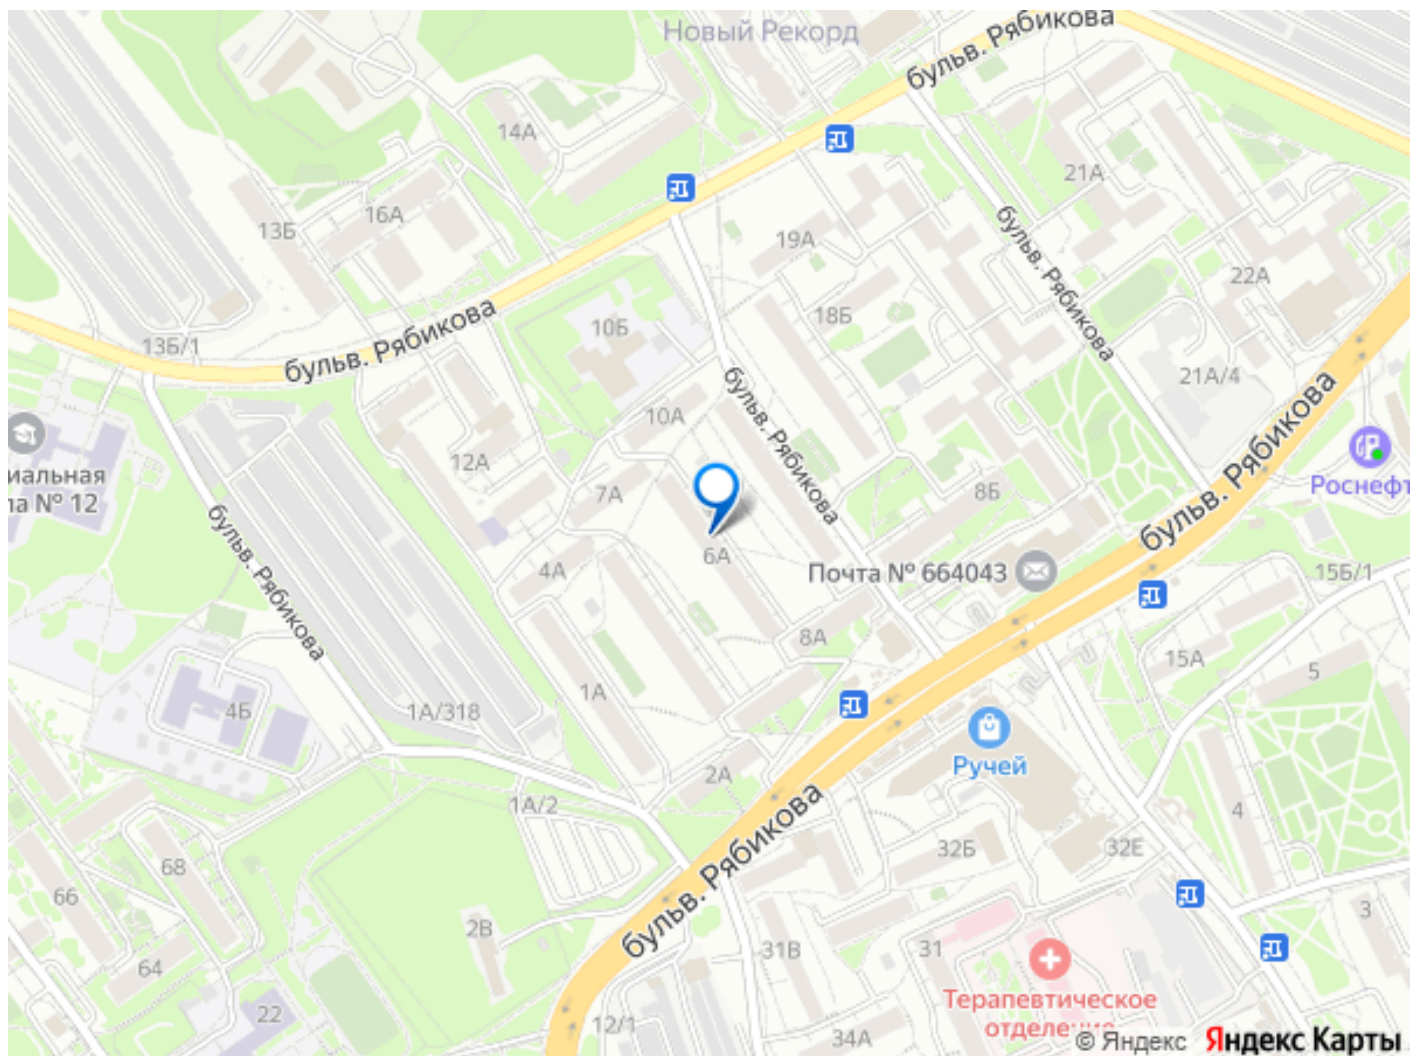 Новый Рекорд
бульв. Рябикова
14А
21А
16А
13Б
19А
бульв. Рябикова
22А
бульв. Рябикова
18Б
10Б
13Б/1
21А/4
бульв. Рябикова
бульв. Рябикова
10А
12А
иальная
ла № 12
7А
8Б
Роснефт
бульв. Рябикова
6А
4А
Почта № 664043
15Б/1
бульв. Рябикова
8А
15А
5
1А
4Б
1А/318
Ручей
2А
1А/2
4
бульв. Рябикова
32Б
32Е
68
66
3
2В
31В
31
64
Терапевтическое
отделение
22
12/1
34А
© Яндекс
Яндекс Карты